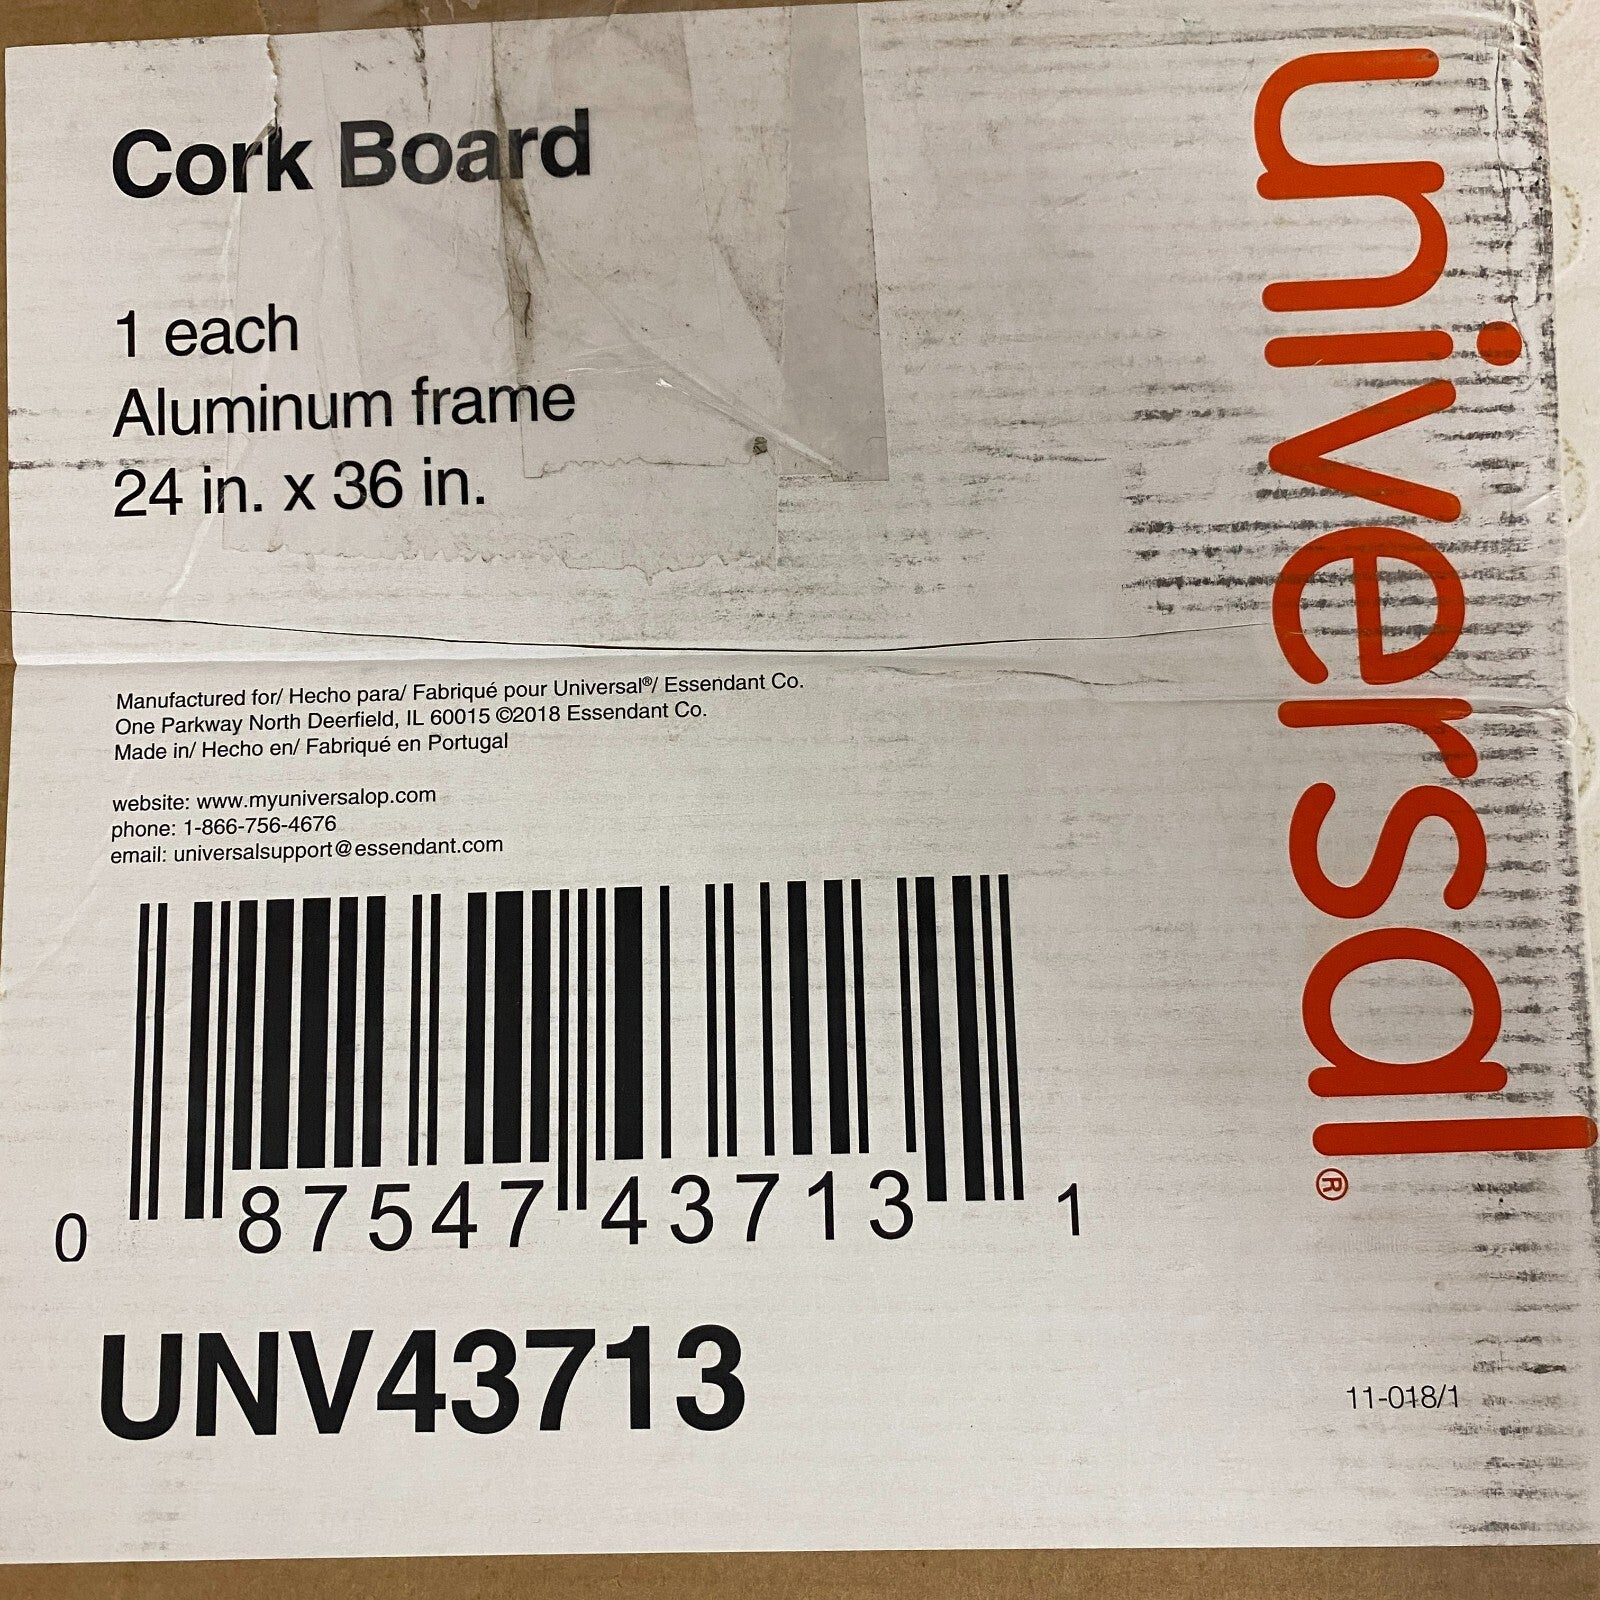 Cork Board
1 each
Aluminum frame
24 in. x 36 in.
Manufactured for/ Hecho para/ Fabriqué pour Universal®/ Essendant Co.
One Parkway North Deerfield, IL 60015 ©2018 Essendant Co.
Made in/ Hecho en/ Fabriqué en Portugal
website: www.myuniversalop.com
phone: 1-866-756-4676
email: universalsupport@essendant.com
0 87547 43713 1
UNV43713
universal®
11-018/1